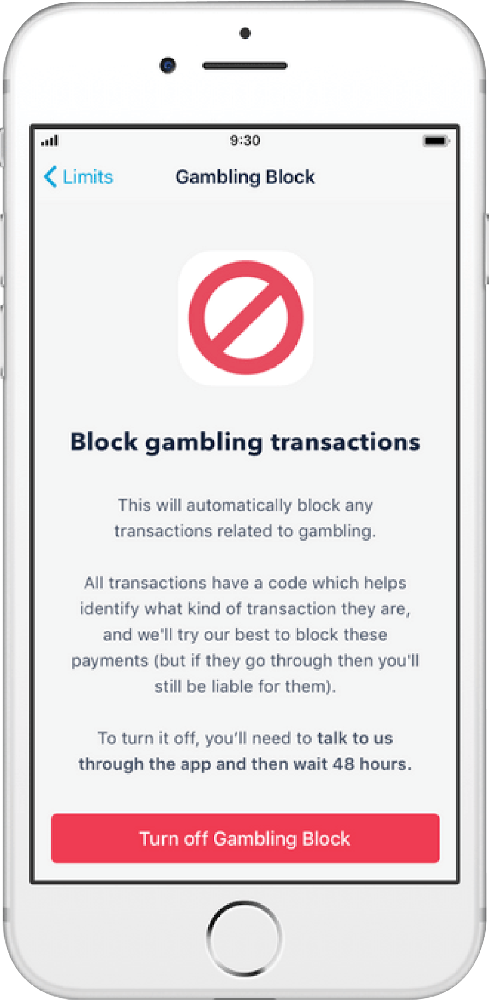 9:30
Limits Gambling Block
Block gambling transactions
This will automatically block any
transactions related to gambling.
All transactions have a code which helps
identify what kind of transaction they are,
and we'll try our best to block these
payments (but if they go through then you'll
still be liable for them).
To turn it off, you’ll need to talk to us
through the app and then wait 48 hours.
Turn off Gambling Block